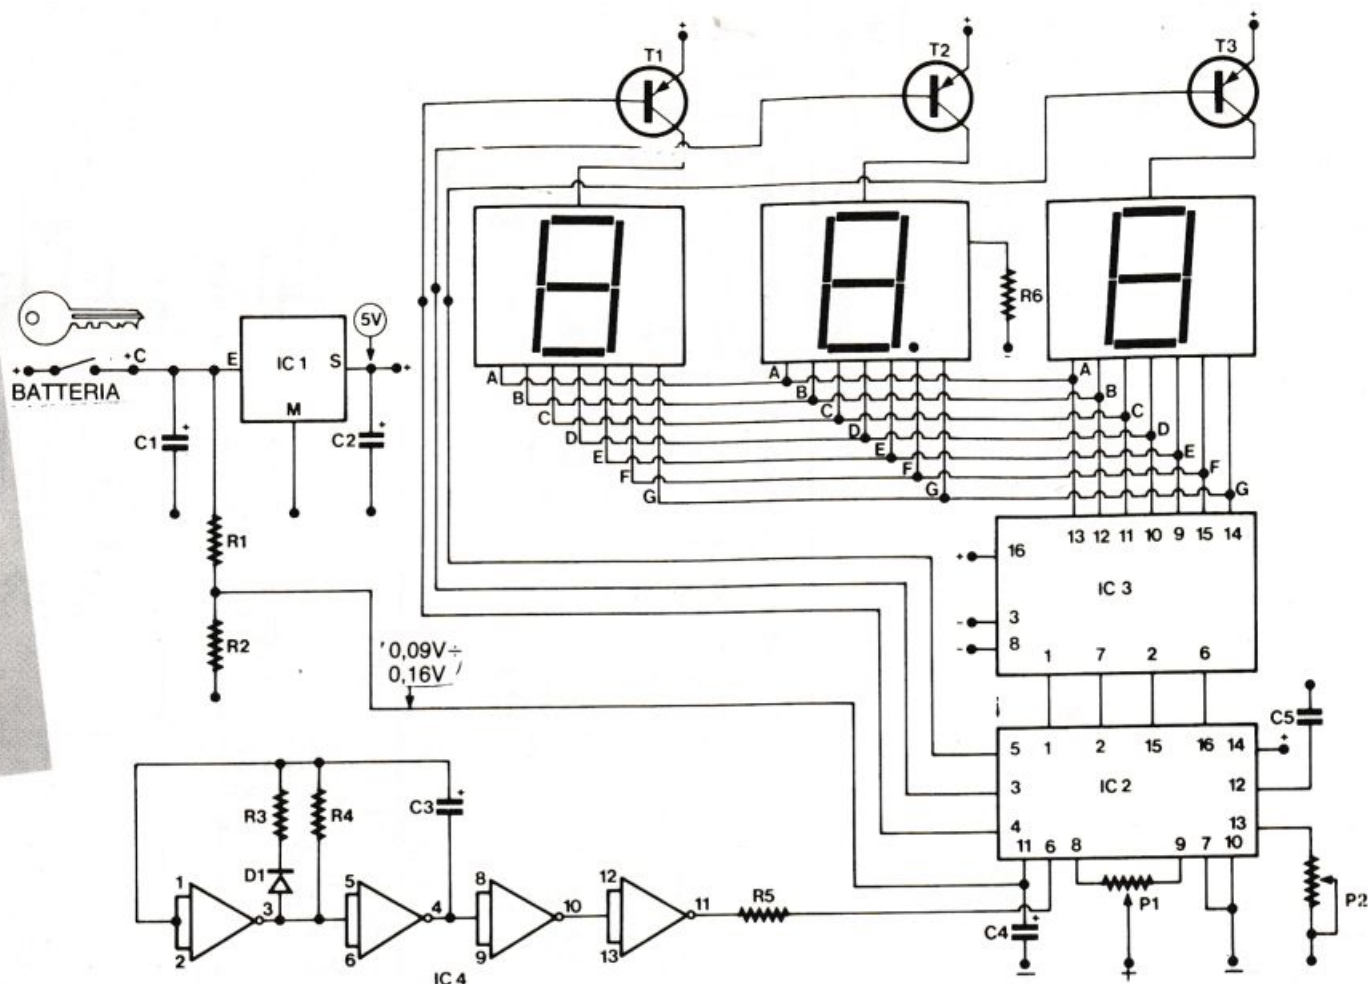 + + +
T1 T2 T3
R6
5V
+ +C E IC 1 S +
BATTERIA
M
C1 + C2 +
A A A
B B B
C C C
D D D
E E E
F F F
G G G
R1
13 12 11 10 9 15 14
+ 16
IC 3
- 3
- 8
1 7 2 6
R2
0,09V÷
0,16V
C5
5 1 2 15 16 14 +
IC 2
3 12
4 13
11 6 8 9 7 10
R3 R4 C3 +
D1
P1 P2
1 3 5 4 8 10 12 11 R5
2 6 9 13
C4 +
IC 4
- + -